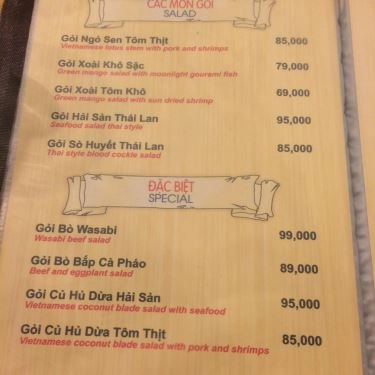 CÁC MÓN GỎI
SALAD
Gỏi Ngó Sen Tôm Thịt 85,000
Vietnamese lotus stem with pork and shrimps
Gỏi Xoài Khô Sặc 79,000
Green mango salad with moonlight gourami fish
Gỏi Xoài Tôm Khô 69,000
Green mango salad with sun dried shrimp
Gỏi Hải Sản Thái Lan 95,000
Seafood salad thai style
Gỏi Sò Huyết Thái Lan 85,000
Thai style blood cockle salad
ĐẶC BIỆT
SPECIAL
Gỏi Bò Wasabi 99,000
Wasabi beef salad
Gỏi Bò Bắp Cà Pháo 89,000
Beef and eggplant salad
Gỏi Củ Hủ Dừa Hải Sản 95,000
Vietnamese coconut blade salad with seafood
Gỏi Củ Hủ Dừa Tôm Thịt 85,000
Vietnamese coconut blade salad with pork and shrimps